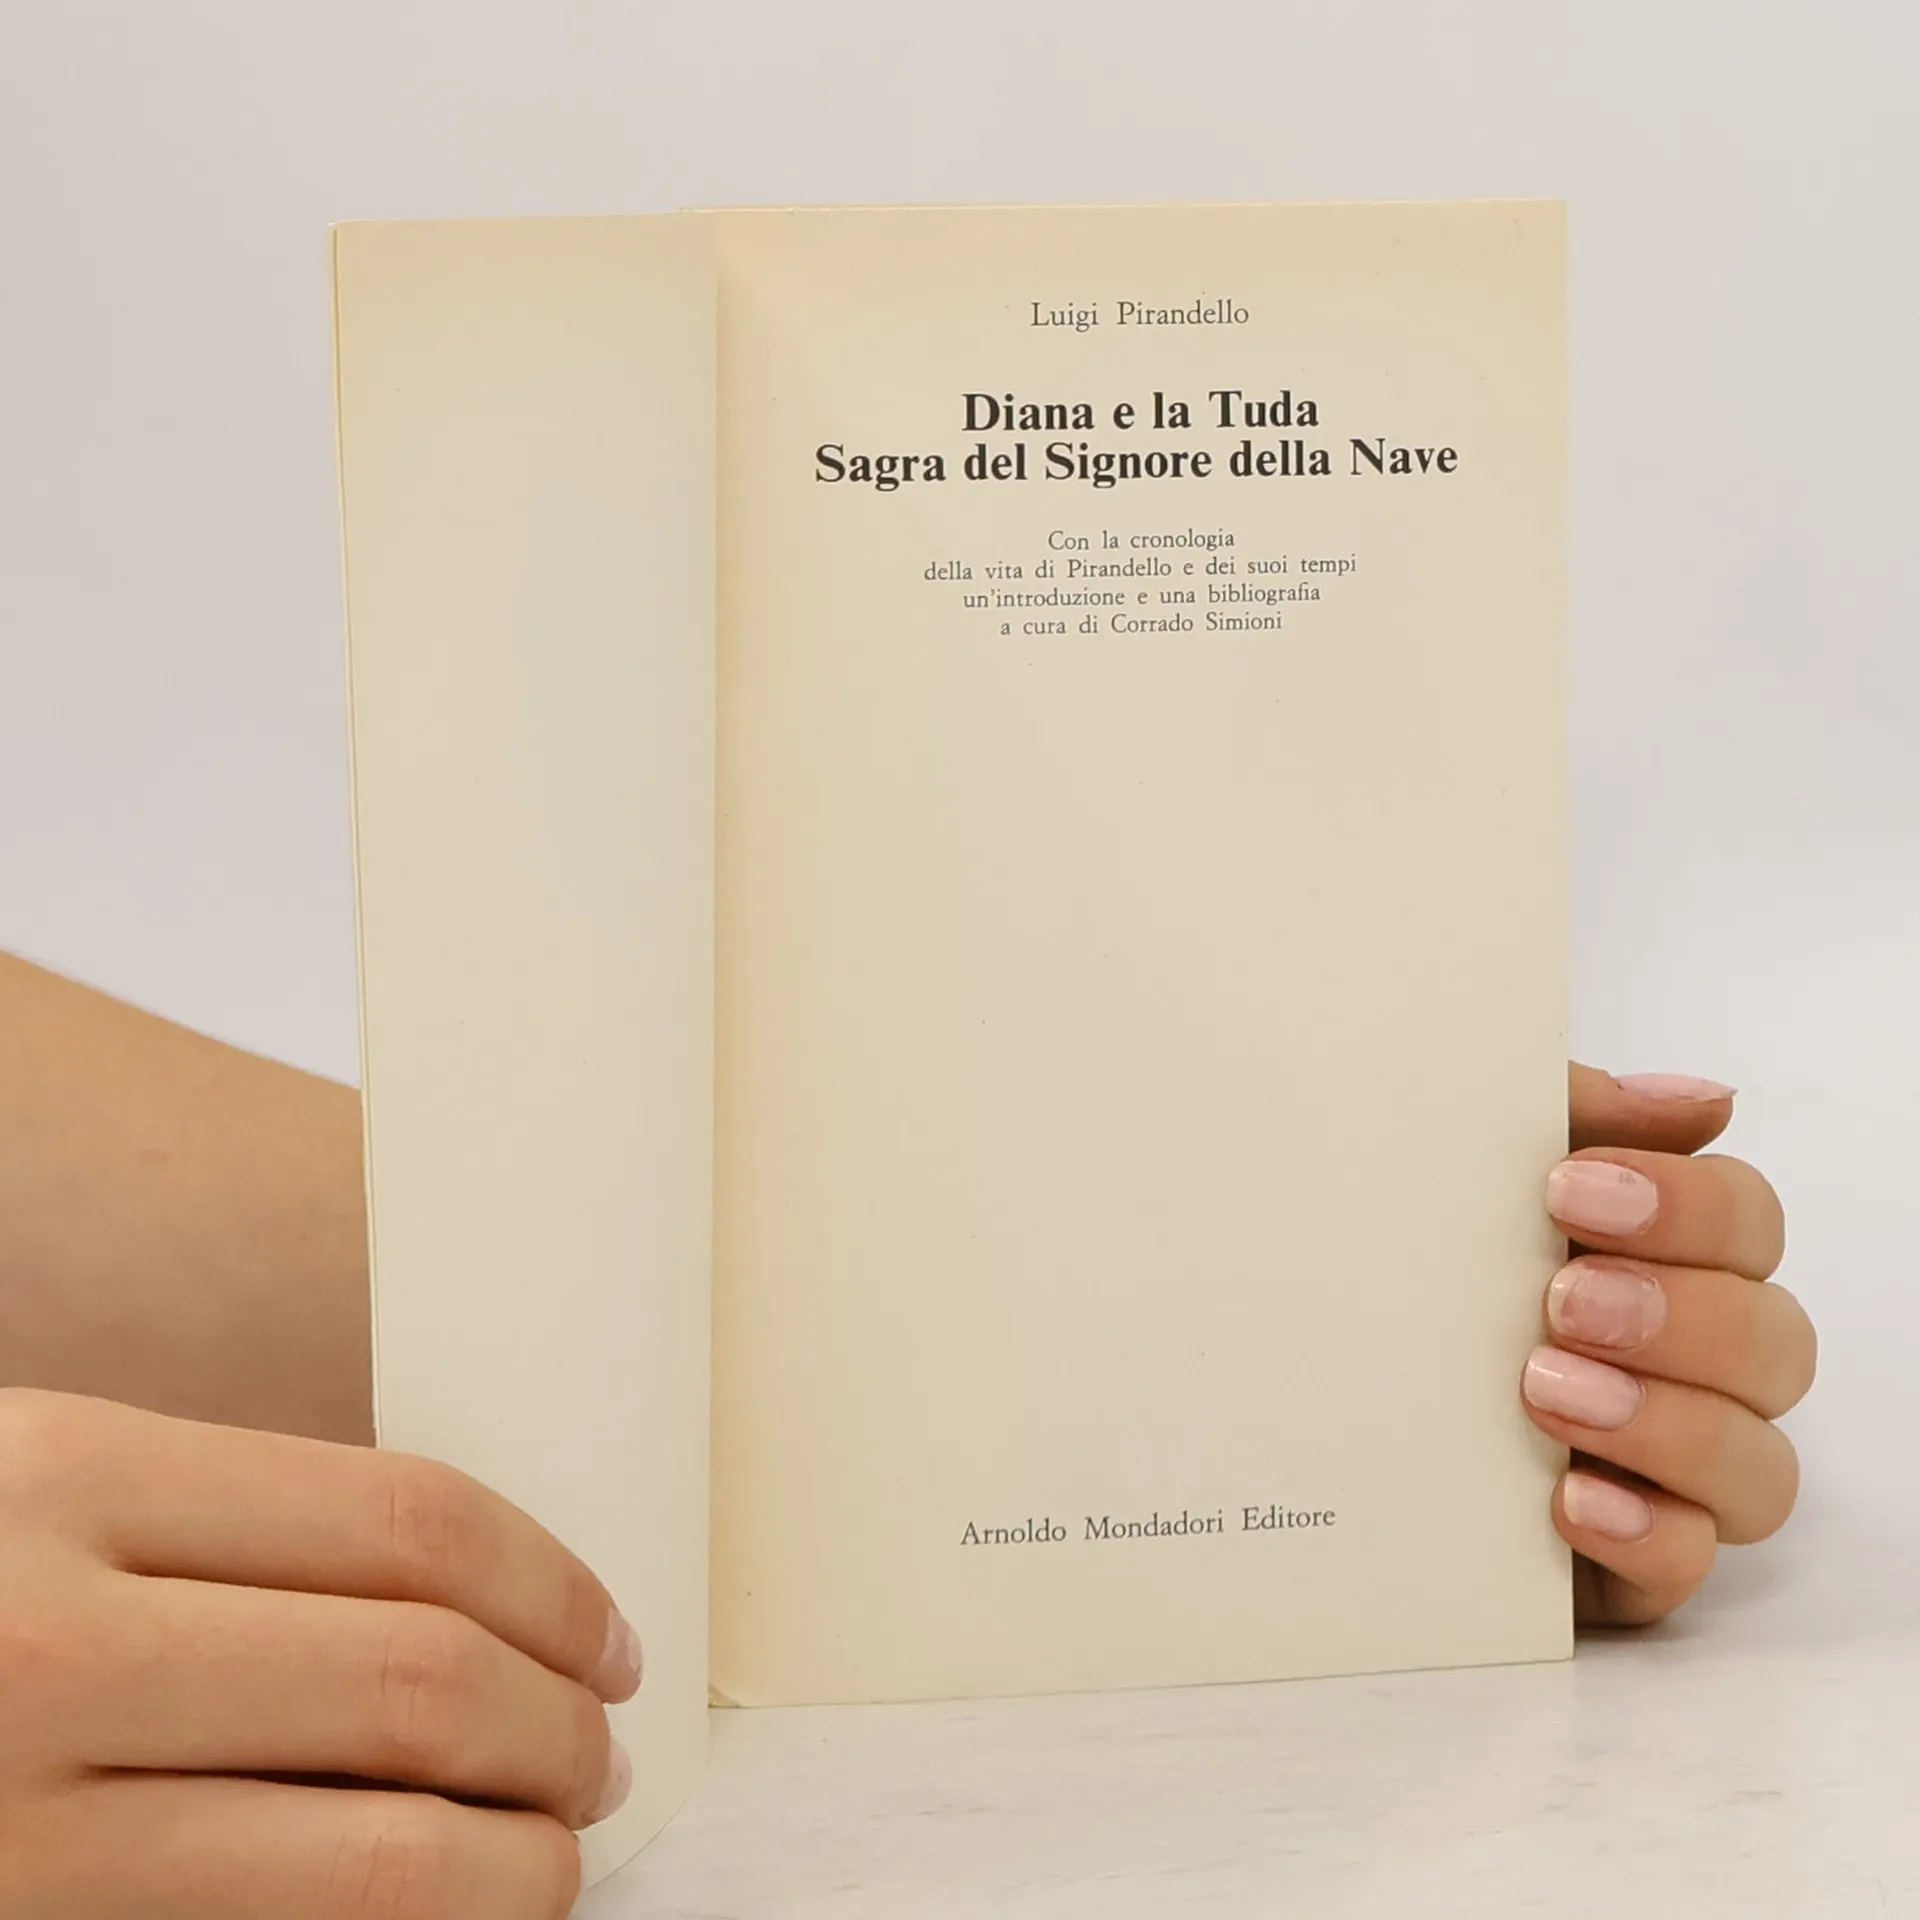 Luigi Pirandello
Diana e la Tuda
Sagra del Signore della Nave
Con la cronologia
della vita di Pirandello e dei suoi tempi
un'introduzione e una bibliografia
a cura di Corrado Simioni
Arnoldo Mondadori Editore